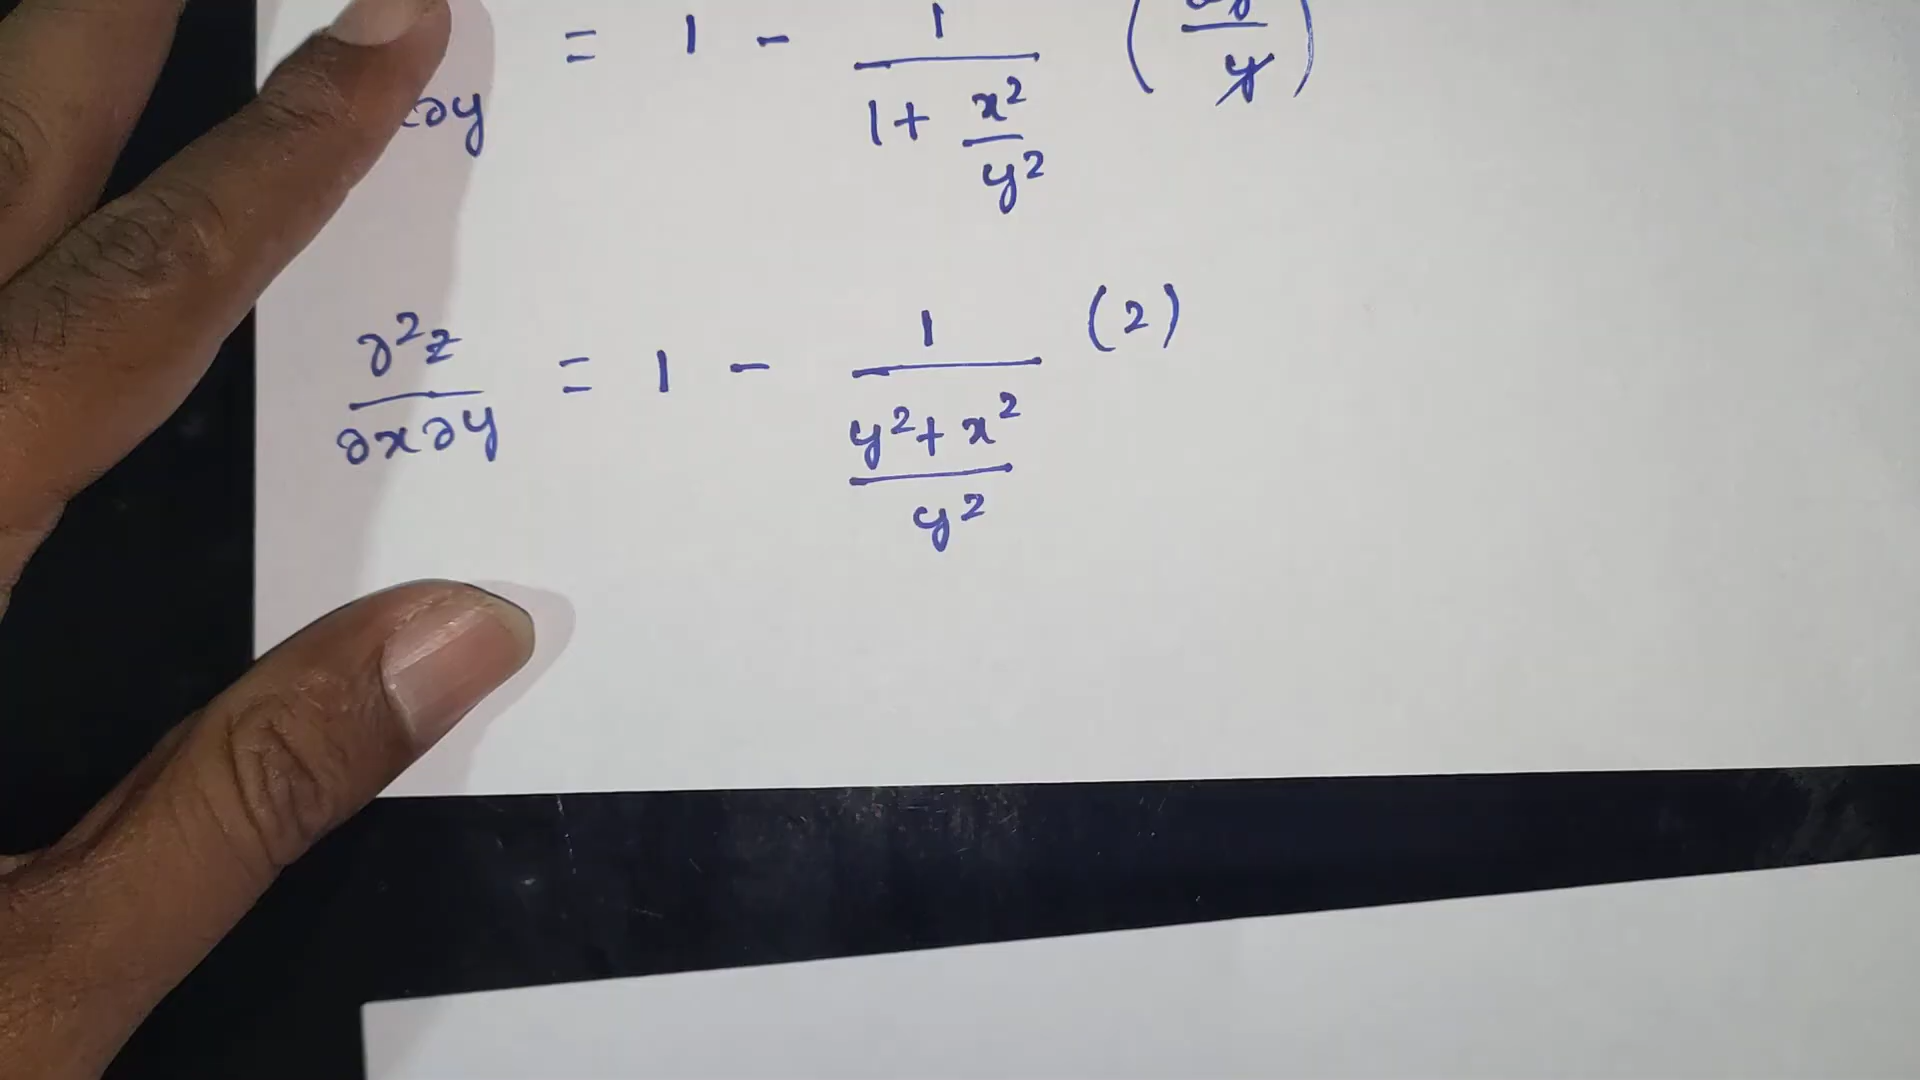 ∂y = 1 - 1/(1 + x²/y²) ( /y)
∂²z/∂x∂y = 1 - 1/((y² + x²)/y²) (2)